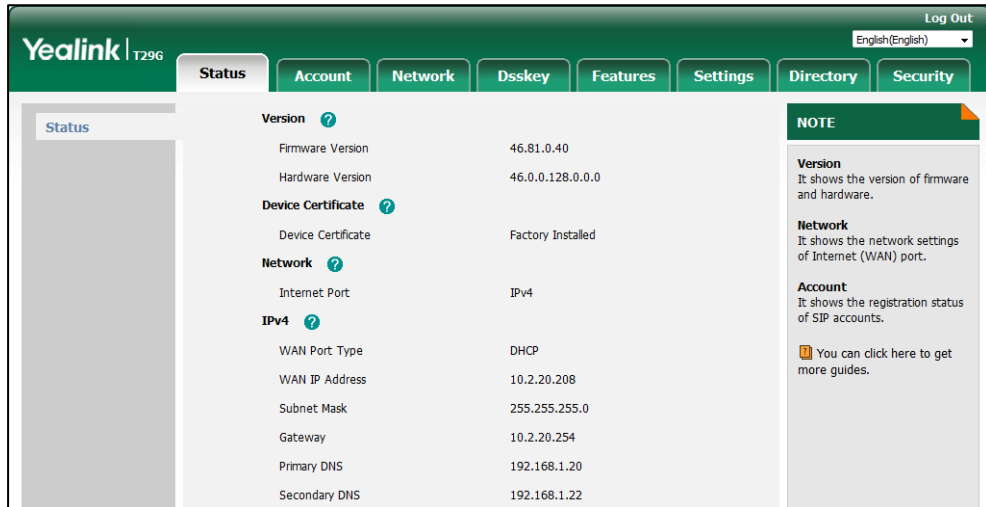 Log Out
Yealink | T29G
English(English)
Status Account Network Dsskey Features Settings Directory Security
Status
Version ?
Firmware Version 46.81.0.40
Hardware Version 46.0.0.128.0.0.0
Device Certificate ?
Device Certificate Factory Installed
Network ?
Internet Port IPv4
IPv4 ?
WAN Port Type DHCP
WAN IP Address 10.2.20.208
Subnet Mask 255.255.255.0
Gateway 10.2.20.254
Primary DNS 192.168.1.20
Secondary DNS 192.168.1.22
NOTE
Version
It shows the version of firmware
and hardware.
Network
It shows the network settings
of Internet (WAN) port.
Account
It shows the registration status
of SIP accounts.
? You can click here to get
more guides.